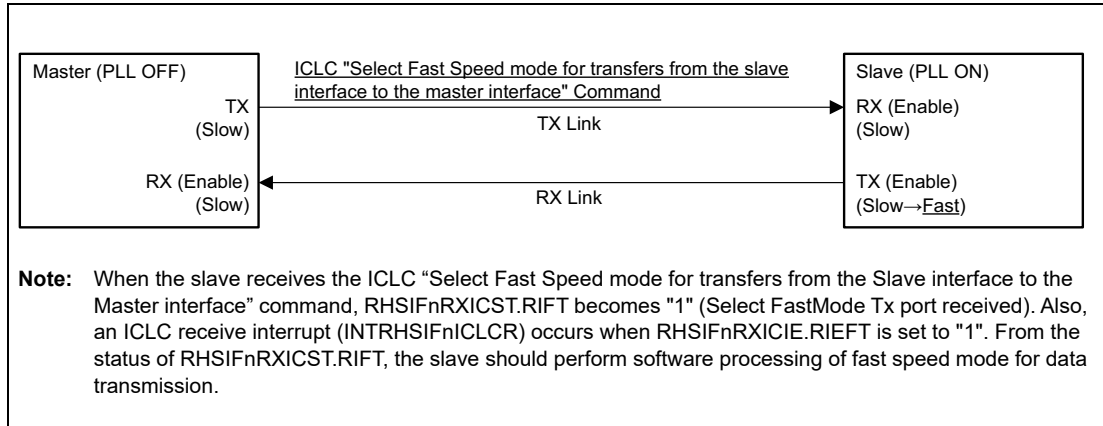 Master (PLL OFF)
TX
(Slow)
RX (Enable)
(Slow)
ICLC "Select Fast Speed mode for transfers from the slave
interface to the master interface" Command
TX Link
RX Link
Slave (PLL ON)
RX (Enable)
(Slow)
TX (Enable)
(Slow→Fast)
Note: When the slave receives the ICLC “Select Fast Speed mode for transfers from the Slave interface to the
Master interface” command, RHSIFnRXICST.RIFT becomes "1" (Select FastMode Tx port received). Also,
an ICLC receive interrupt (INTRHSIFnICLCR) occurs when RHSIFnRXICIE.RIEFT is set to "1". From the
status of RHSIFnRXICST.RIFT, the slave should perform software processing of fast speed mode for data
transmission.